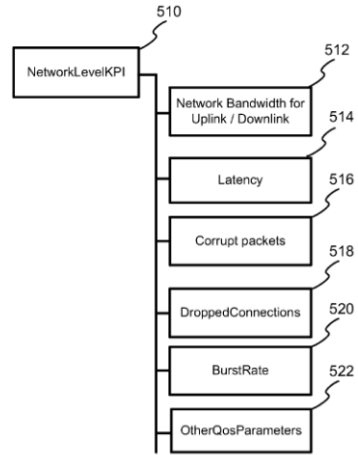 510
NetworkLevelKPI
512
Network Bandwidth for
Uplink / Downlink
514
Latency
516
Corrupt packets
518
DroppedConnections
520
BurstRate
522
OtherQosParameters